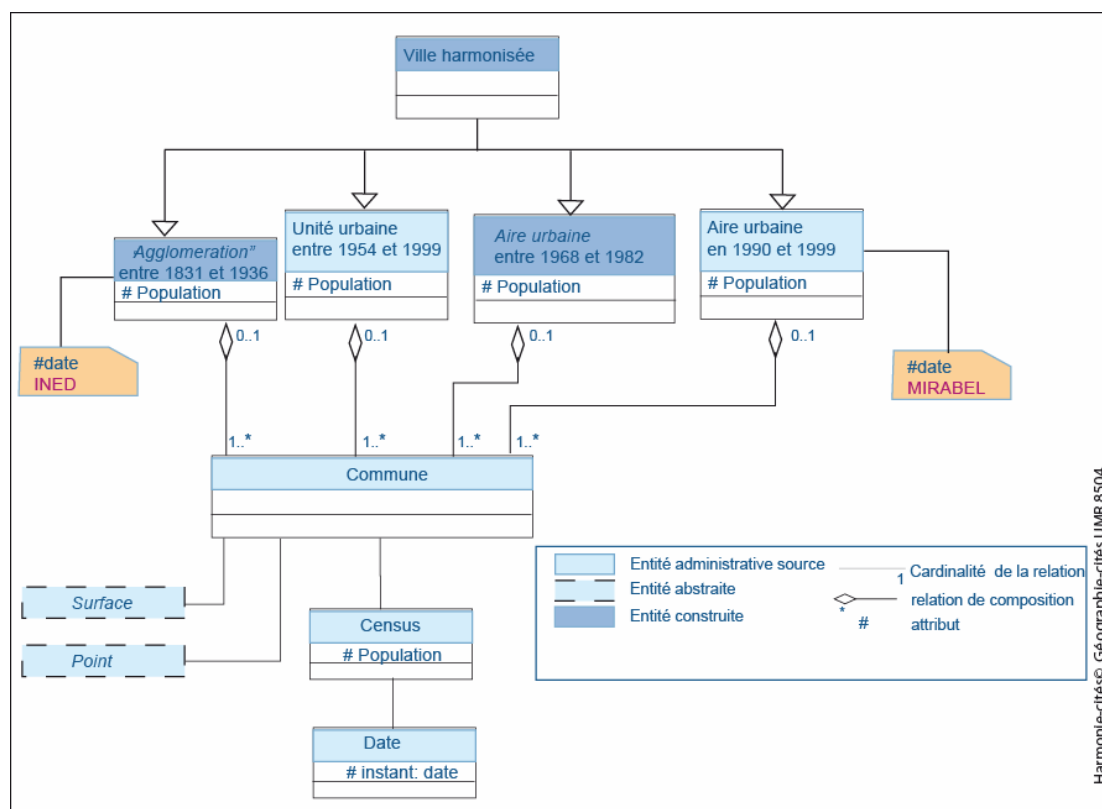 Ville harmonisée
Agglomeration"
entre 1831 et 1936
# Population
Unité urbaine
entre 1954 et 1999
# Population
Aire urbaine
entre 1968 et 1982
# Population
Aire urbaine
en 1990 et 1999
# Population
0..1
0..1
0..1
0..1
#date
INED
#date
MIRABEL
1..*
1..*
1..*
1..*
Commune
Surface
Point
Census
# Population
Date
# instant: date
Entité administrative source
Entité abstraite
Entité construite
1 Cardinalité de la relation
* relation de composition
# attribut
Harmonie-cités© Géographie-cités UMR 8504